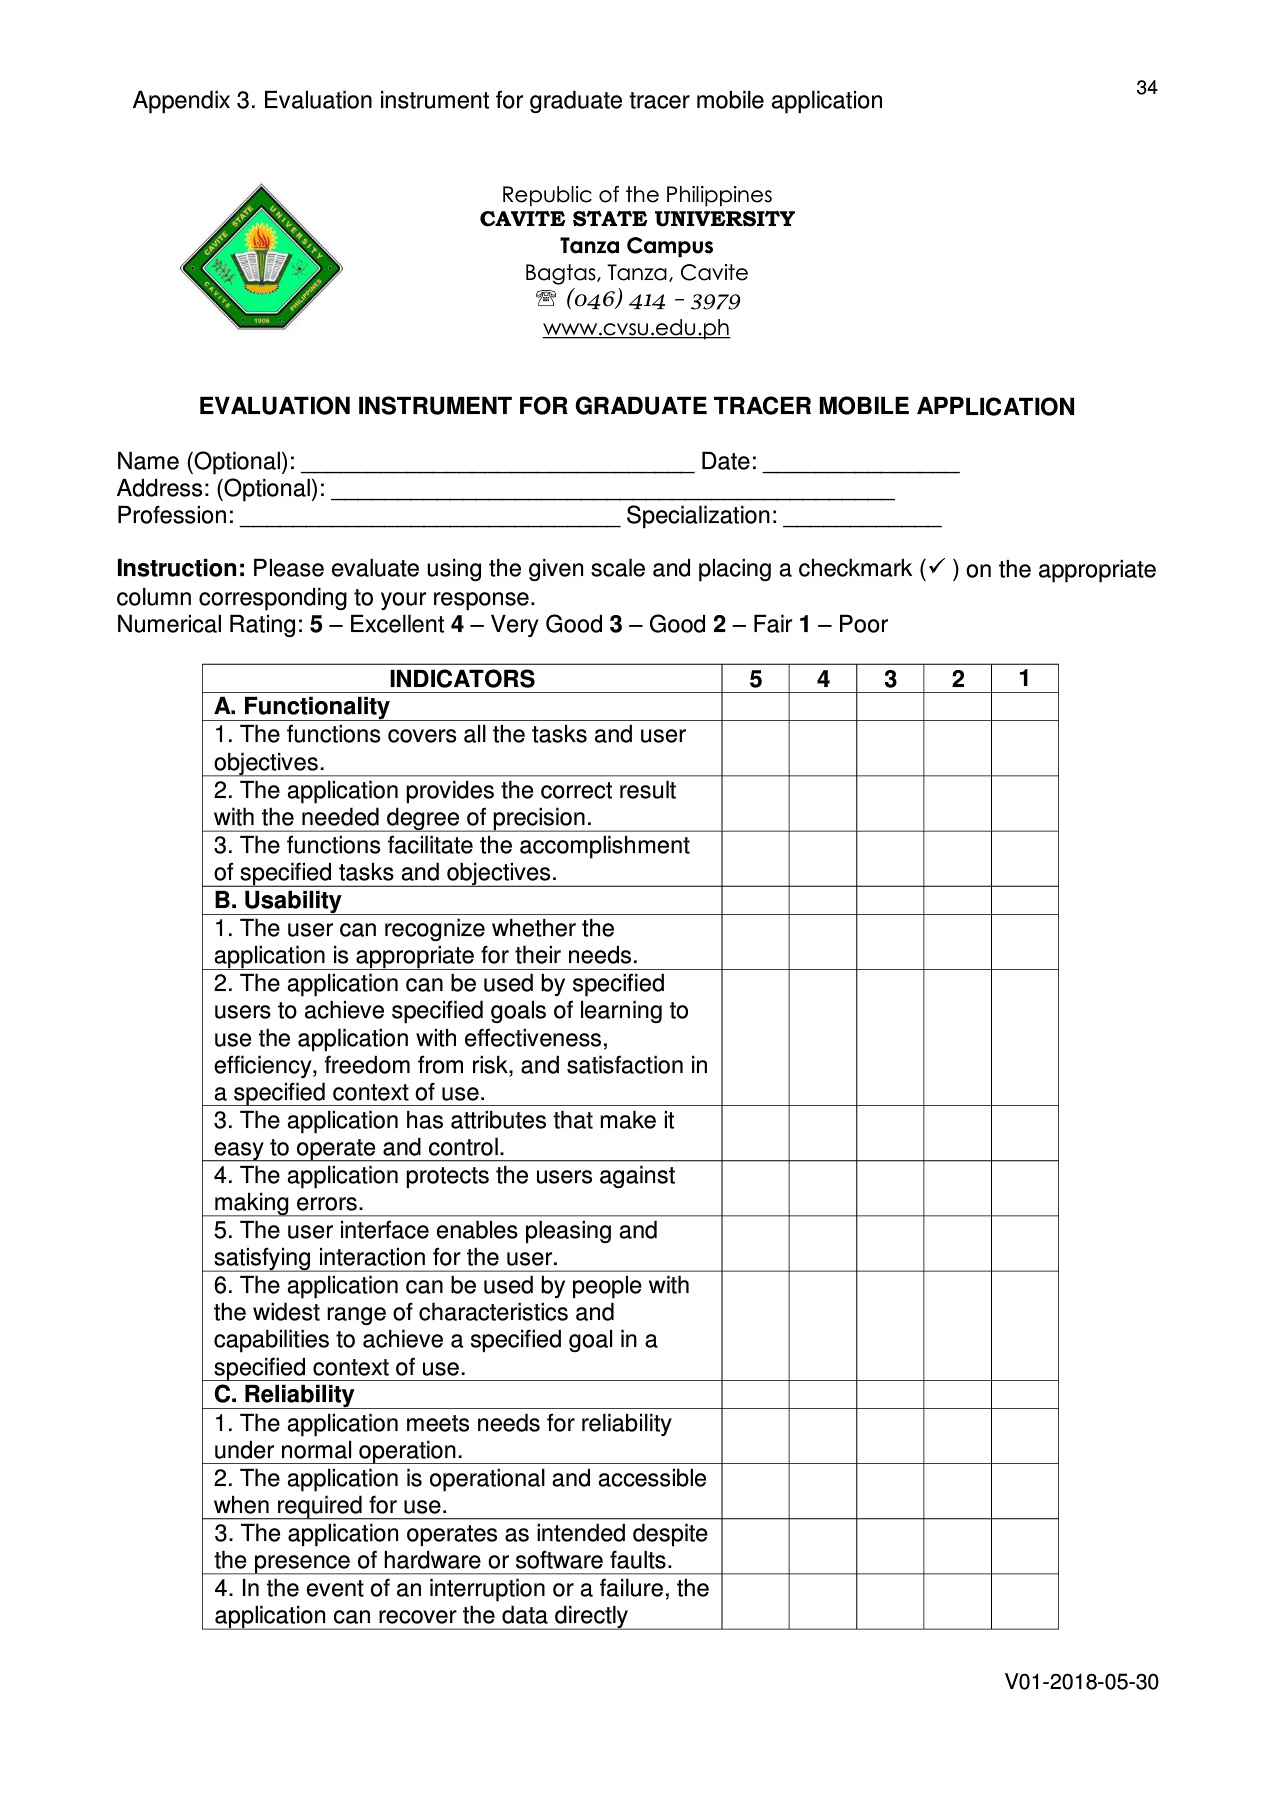 34
Appendix 3. Evaluation instrument for graduate tracer mobile application
CAVITE STATE UNIVERSITY
CAVITE
PHILIPPINES
1906
Republic of the Philippines
CAVITE STATE UNIVERSITY
Tanza Campus
Bagtas, Tanza, Cavite
☏ (046) 414 – 3979
www.cvsu.edu.ph
EVALUATION INSTRUMENT FOR GRADUATE TRACER MOBILE APPLICATION
Name (Optional): ______________________________ Date: _______________
Address: (Optional): ___________________________________________
Profession: _____________________________ Specialization: ____________
Instruction: Please evaluate using the given scale and placing a checkmark (✓ ) on the appropriate
column corresponding to your response.
Numerical Rating: 5 – Excellent 4 – Very Good 3 – Good 2 – Fair 1 – Poor
INDICATORS 5 4 3 2 1
A. Functionality
1. The functions covers all the tasks and user
objectives.
2. The application provides the correct result
with the needed degree of precision.
3. The functions facilitate the accomplishment
of specified tasks and objectives.
B. Usability
1. The user can recognize whether the
application is appropriate for their needs.
2. The application can be used by specified
users to achieve specified goals of learning to
use the application with effectiveness,
efficiency, freedom from risk, and satisfaction in
a specified context of use.
3. The application has attributes that make it
easy to operate and control.
4. The application protects the users against
making errors.
5. The user interface enables pleasing and
satisfying interaction for the user.
6. The application can be used by people with
the widest range of characteristics and
capabilities to achieve a specified goal in a
specified context of use.
C. Reliability
1. The application meets needs for reliability
under normal operation.
2. The application is operational and accessible
when required for use.
3. The application operates as intended despite
the presence of hardware or software faults.
4. In the event of an interruption or a failure, the
application can recover the data directly
V01-2018-05-30